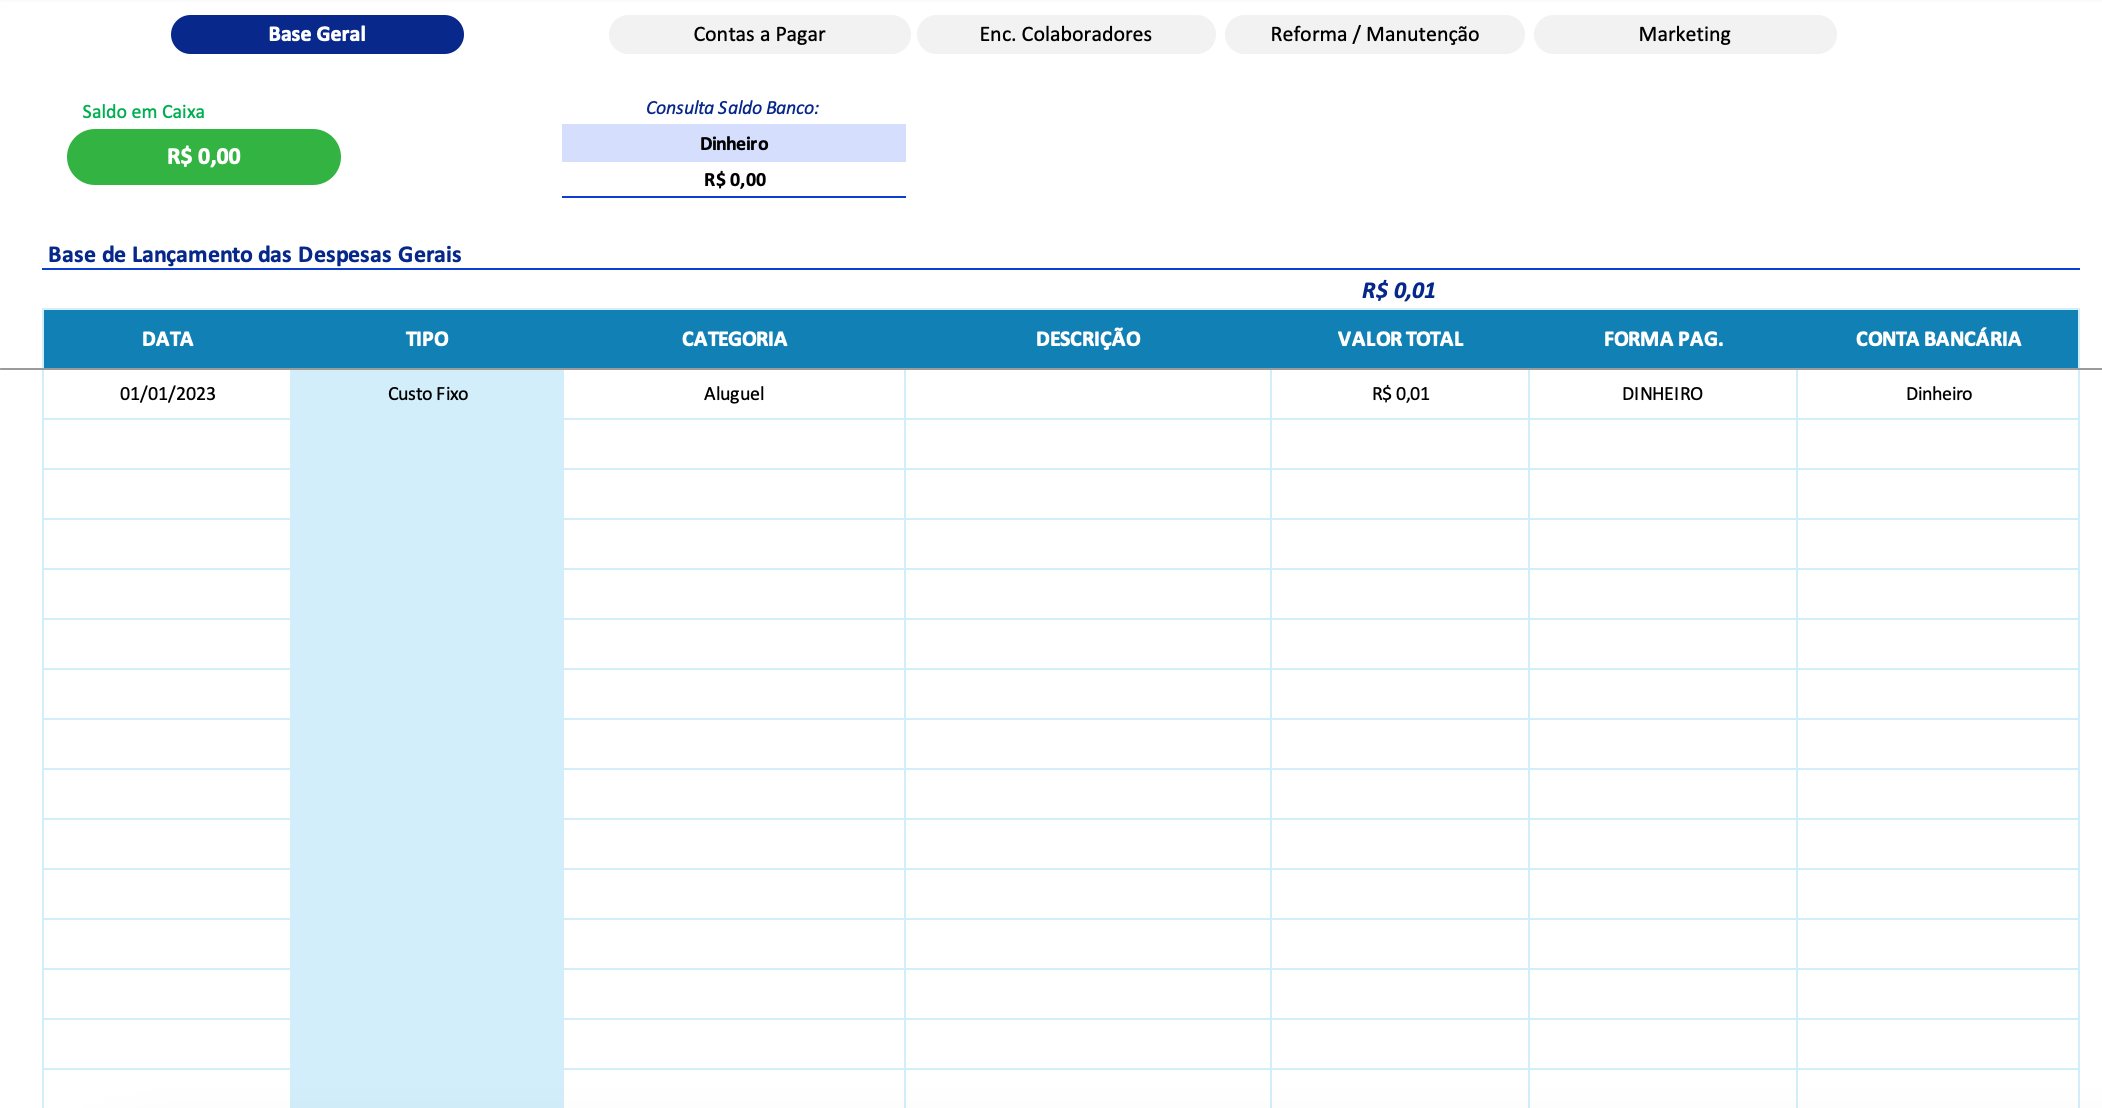 Base Geral Contas a Pagar Enc. Colaboradores Reforma / Manutenção Marketing
Saldo em Caixa
R$ 0,00
Consulta Saldo Banco:
Dinheiro
R$ 0,00
Base de Lançamento das Despesas Gerais
R$ 0,01
DATA TIPO CATEGORIA DESCRIÇÃO VALOR TOTAL FORMA PAG. CONTA BANCÁRIA
01/01/2023 Custo Fixo Aluguel R$ 0,01 DINHEIRO Dinheiro